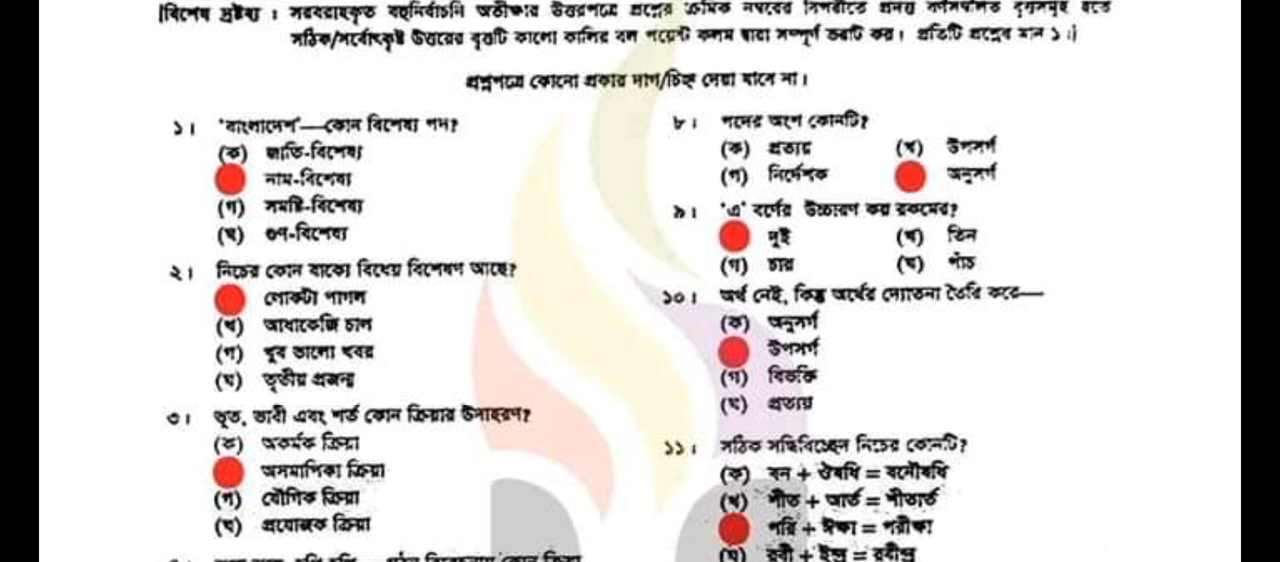 [বিশেষ দ্রষ্টব্য : সরবরাহকৃত বহুনির্বাচনি অভীক্ষার উত্তরপত্রে প্রশ্নের ক্রমিক নম্বরের বিপরীতে প্রদত্ত বর্ণসংবলিত বৃত্তসমূহ হতে
সঠিক/সর্বোৎকৃষ্ট উত্তরের বৃত্তটি কালো কালির বল পয়েন্ট কলম দ্বারা সম্পূর্ণ ভরাট কর। প্রতিটি প্রশ্নের মান ১।]
প্রশ্নপত্রে কোনো প্রকার দাগ/চিহ্ন দেয়া যাবে না।
১। 'বাংলাদেশ'—কোন বিশেষ্য পদ?
(ক) জাতি-বিশেষ্য
নাম-বিশেষ্য
(গ) সমষ্টি-বিশেষ্য
(ঘ) গুণ-বিশেষ্য
২। নিচের কোন বাক্যে বিধেয় বিশেষণ আছে?
লোকটা পাগল
(খ) আধাকেজি চাল
(গ) খুব ভালো খবর
(ঘ) তৃতীয় প্রজন্ম
৩। ভূত, ভাবী এবং শর্ত কোন ক্রিয়ার উদাহরণ?
(ক) অকর্মক ক্রিয়া
অসমাপিকা ক্রিয়া
(গ) যৌগিক ক্রিয়া
(ঘ) প্রযোজক ক্রিয়া
কোন ক্রিয়া
৮। পদের অংশ কোনটি?
(ক) প্রত্যয় (খ) উপসর্গ
(গ) নির্দেশক অনুসর্গ
৯। 'এ' বর্ণের উচ্চারণ কয় রকমের?
দুই (খ) তিন
(গ) চার (ঘ) পাঁচ
১০। অর্থ নেই, কিন্তু অর্থের দ্যোতনা তৈরি করে—
(ক) অনুসর্গ
উপসর্গ
(গ) বিভক্তি
(ঘ) প্রত্যয়
১১। সঠিক সন্ধিবিচ্ছেদ নিচের কোনটি?
(ক) বন + ঔষধি = বনৌষধি
(খ) শীত + আর্ত = শীতার্ত
পরি + ঈক্ষা = পরীক্ষা
(ঘ) রবী + ইন্দ্র = রবীন্দ্র